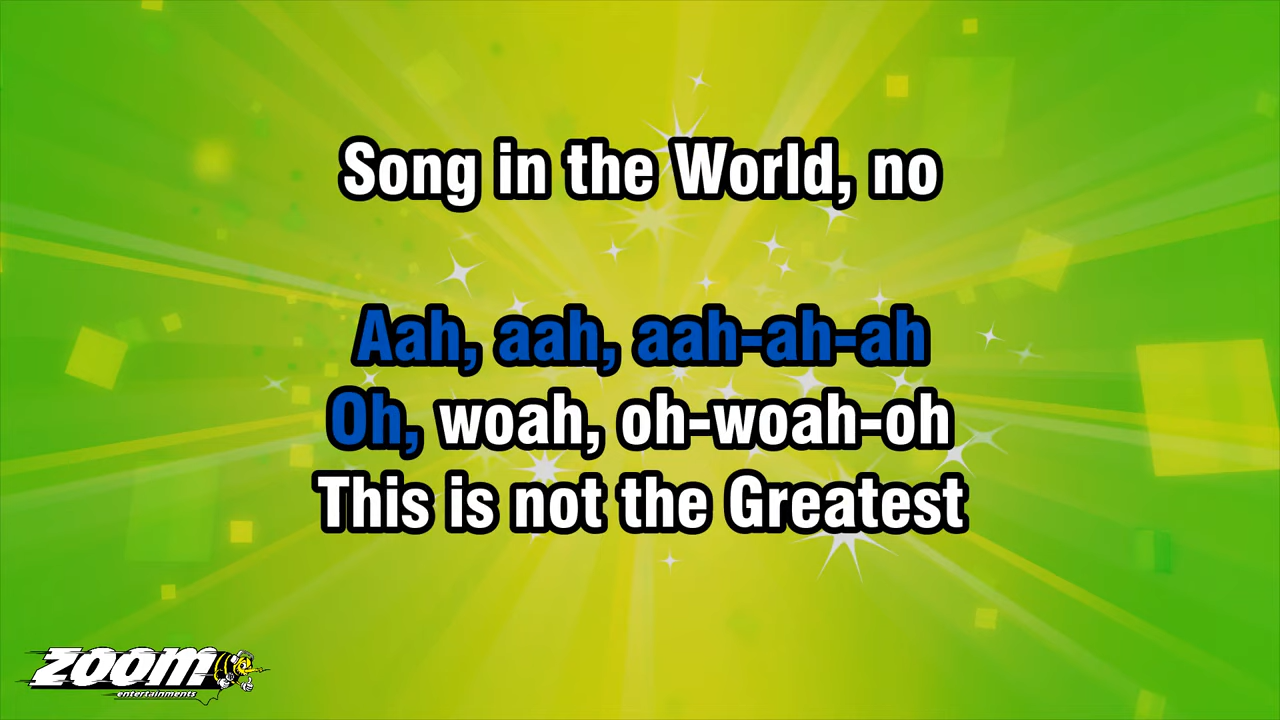 Song in the World, no
Aah, aah, aah-ah-ah
Oh, woah, oh-woah-oh
This is not the Greatest
zoom
entertainments